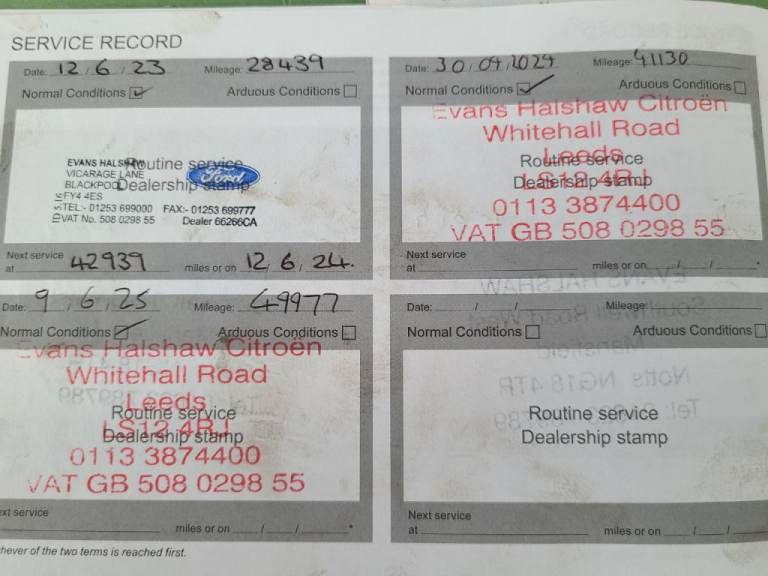 SERVICE RECORD
Date: 12 / 6 / 23 Mileage: 28439
Normal Conditions ☑ Arduous Conditions ☐
Routine service
Dealership stamp
EVANS HALSHAW
VICARAGE LANE
BLACKPOOL
FY4 4ES
TEL:- 01253 699000 FAX:- 01253 699777
VAT No. 508 0298 55 Dealer 66266CA
Ford
Next service
at 42939 miles or on 12 / 6 / 24.
Date: 30 / 04 / 2024 Mileage: 41130
Normal Conditions ☑ Arduous Conditions ☐
Evans Halshaw Citroën
Whitehall Road
Leeds
LS12 4RJ
0113 3874400
VAT GB 508 0298 55
Routine service
Dealership stamp
Next service
at miles or on / / *
Date: 9 / 6 / 25 Mileage: 49977
Normal Conditions ☑ Arduous Conditions ☐
Evans Halshaw Citroën
Whitehall Road
Leeds
LS12 4RJ
0113 3874400
VAT GB 508 0298 55
Routine service
Dealership stamp
ext service
miles or on / / *
Date: / / Mileage:
Normal Conditions ☐ Arduous Conditions ☐
Routine service
Dealership stamp
Next service
at miles or on / /
hever of the two terms is reached first.